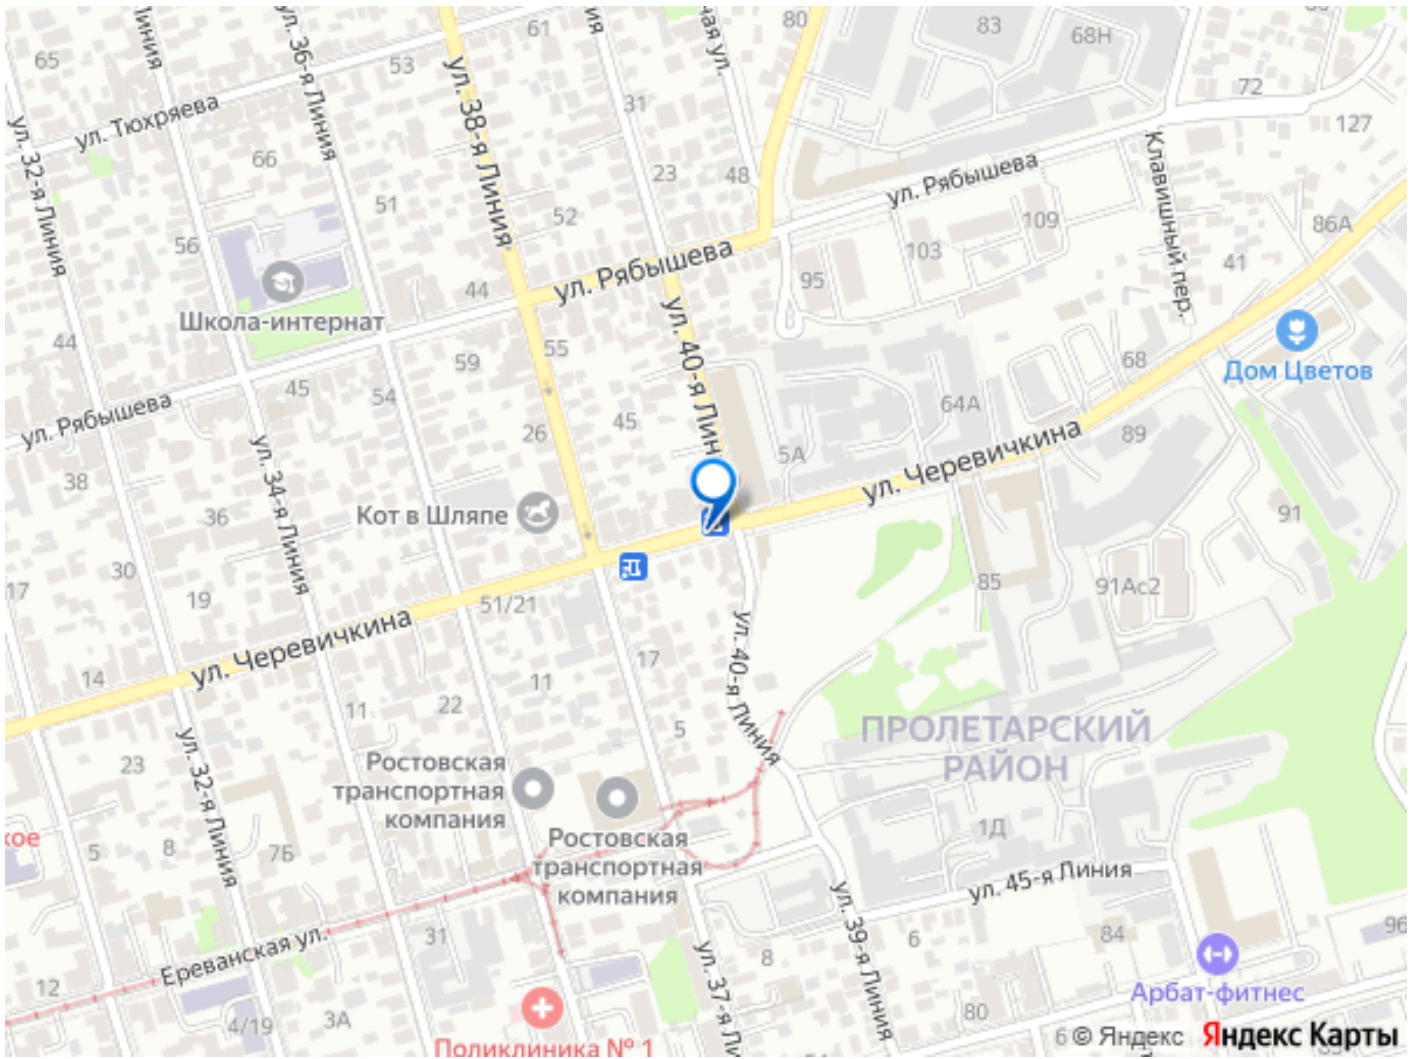 80
83
68Н
61
ул. 36-я Линия
65
53
ул. 38-я Линия
72
127
31
ул. Тюхряева
Клавишный пер.
ул. 32-я Линия
66
23
48
ул. Рябышева
51
52
109
86А
56
103
ул. Рябышева
41
95
44
Школа-интернат
ул. 40-я Лин
44
55
59
68
Дом Цветов
45
54
64А
ул. Рябышева
45
26
5А
89
ул. Черевичкина
38
ул. 34-я Линия
36
Кот в Шляпе
91
30
85
91Ас2
17
19
51/21
ул. 40-я Линия
ул. Черевичкина
17
14
11
22
11
5
ПРОЛЕТАРСКИЙ
РАЙОН
23
ул. 32-я Линия
Ростовская
транспортная
компания
Ростовская
транспортная
компания
1Д
кое
5
8
7Б
ул. 45-я Линия
ул. 39-я Линия
Ереванская ул.
31
6
84
96
8
ул. 37-я Ли
12
Арбат-фитнес
80
4/19
3А
6
© Яндекс
Яндекс Карты
Поликлиника № 1